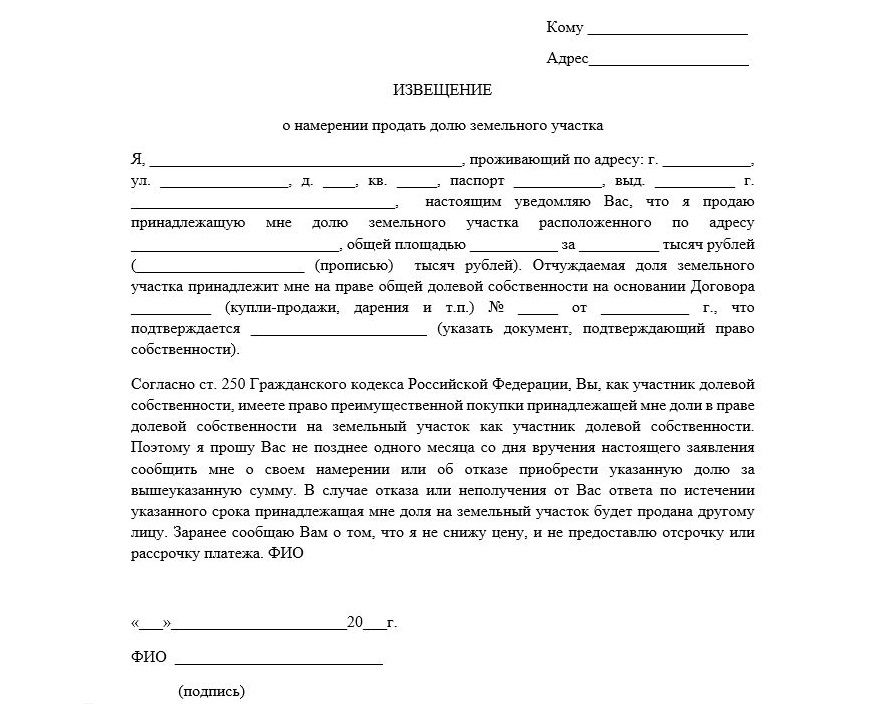 Кому ____________________
Адрес____________________
ИЗВЕЩЕНИЕ
о намерении продать долю земельного участка
Я, _______________________________________, проживающий по адресу: г. ___________,
ул. ________________, д. ____, кв. _____, паспорт ___________, выд. __________ г.
_________________________________, настоящим уведомляю Вас, что я продаю
принадлежащую мне долю земельного участка расположенного по адресу
__________________________, общей площадью ___________ за __________ тысяч рублей
(_____________________ (прописью) тысяч рублей). Отчуждаемая доля земельного
участка принадлежит мне на праве общей долевой собственности на основании Договора
__________ (купли-продажи, дарения и т.п.) № _____ от ___________ г., что
подтверждается ______________________ (указать документ, подтверждающий право
собственности).
Согласно ст. 250 Гражданского кодекса Российской Федерации, Вы, как участник долевой
собственности, имеете право преимущественной покупки принадлежащей мне доли в праве
долевой собственности на земельный участок как участник долевой собственности.
Поэтому я прошу Вас не позднее одного месяца со дня вручения настоящего заявления
сообщить мне о своем намерении или об отказе приобрести указанную долю за
вышеуказанную сумму. В случае отказа или неполучения от Вас ответа по истечении
указанного срока принадлежащая мне доля на земельный участок будет продана другому
лицу. Заранее сообщаю Вам о том, что я не снижу цену, и не предоставлю отсрочку или
рассрочку платежа. ФИО
«___»______________________20___г.
ФИО __________________________
(подпись)